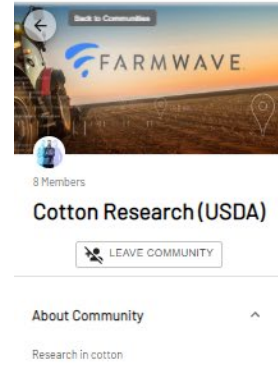 Back to Communities
FARMWAVE
8 Members
Cotton Research (USDA)
LEAVE COMMUNITY
About Community
Research in cotton